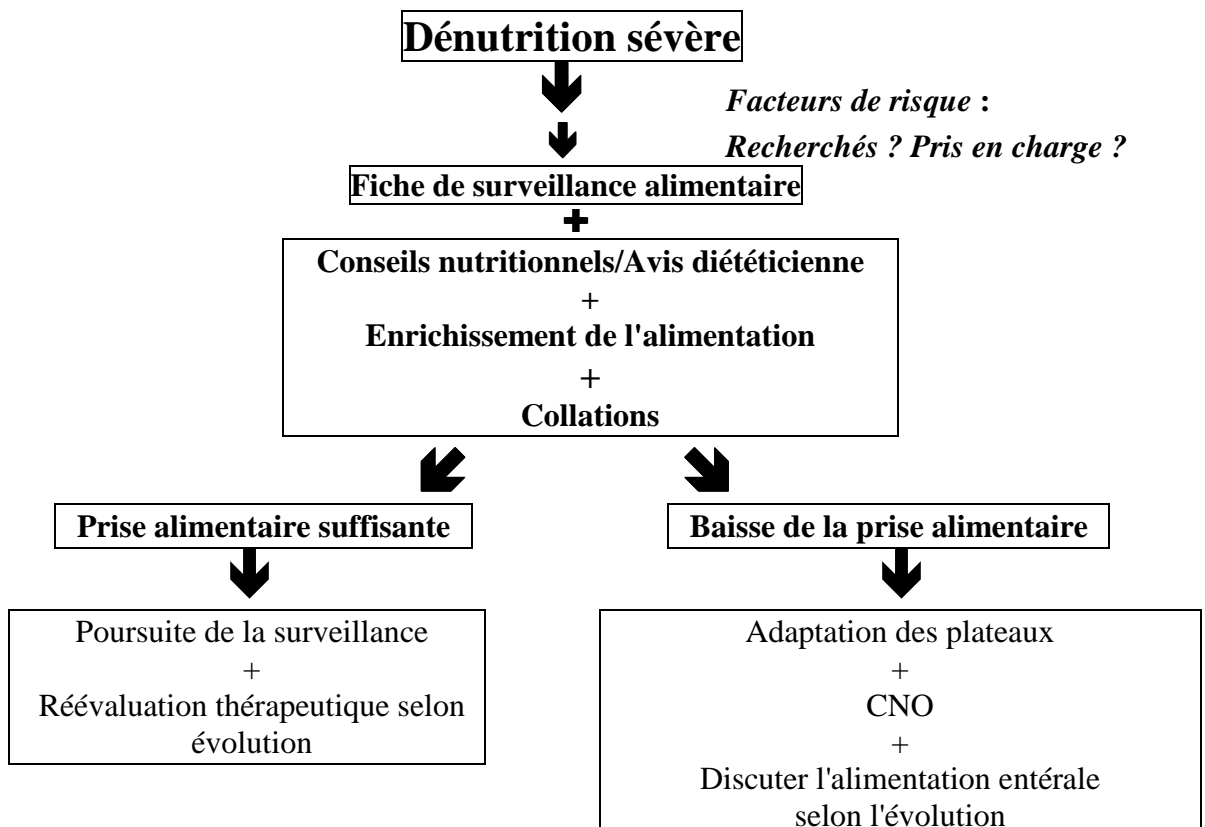 Dénutrition sévère
Facteurs de risque :
Recherchés ? Pris en charge ?
Fiche de surveillance alimentaire
+
Conseils nutritionnels/Avis diététicienne
+
Enrichissement de l'alimentation
+
Collations
Prise alimentaire suffisante
Baisse de la prise alimentaire
Poursuite de la surveillance
+
Réévaluation thérapeutique selon
évolution
Adaptation des plateaux
+
CNO
+
Discuter l'alimentation entérale
selon l'évolution